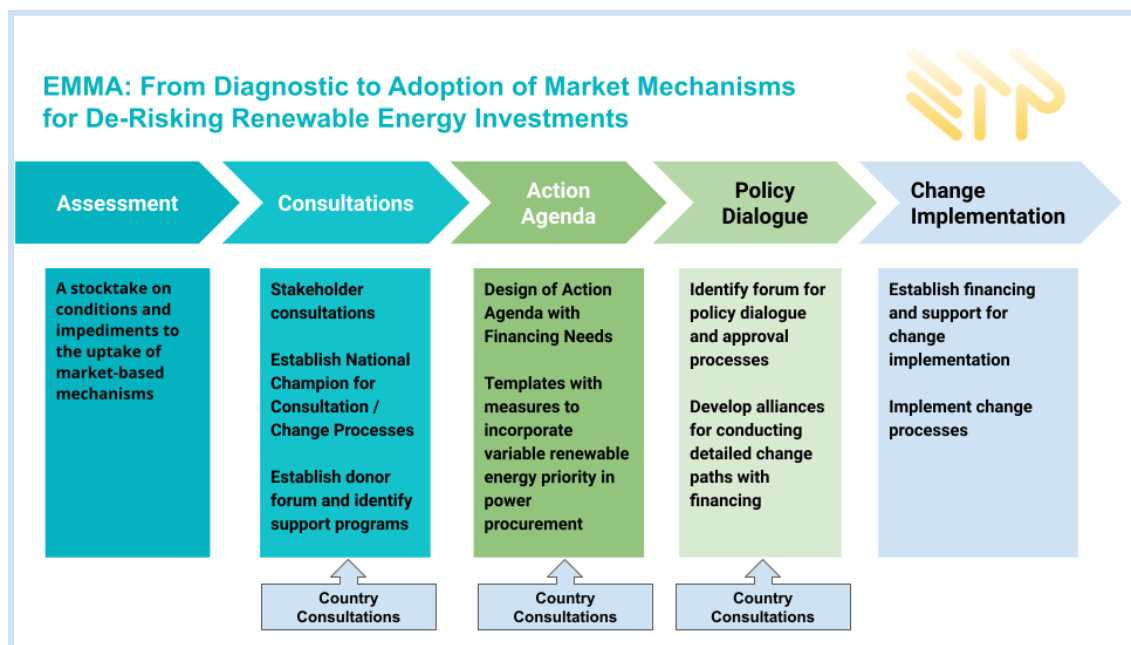 EMMA: From Diagnostic to Adoption of Market Mechanisms
for De-Risking Renewable Energy Investments
ETP
Assessment
Consultations
Action
Agenda
Policy
Dialogue
Change
Implementation
A stocktake on
conditions and
impediments to
the uptake of
market-based
mechanisms
Stakeholder
consultations
Establish National
Champion for
Consultation /
Change Processes
Establish donor
forum and identify
support programs
Design of Action
Agenda with
Financing Needs
Templates with
measures to
incorporate
variable renewable
energy priority in
power
procurement
Identify forum for
policy dialogue
and approval
processes
Develop alliances
for conducting
detailed change
paths with
financing
Establish financing
and support for
change
implementation
Implement change
processes
Country
Consultations
Country
Consultations
Country
Consultations